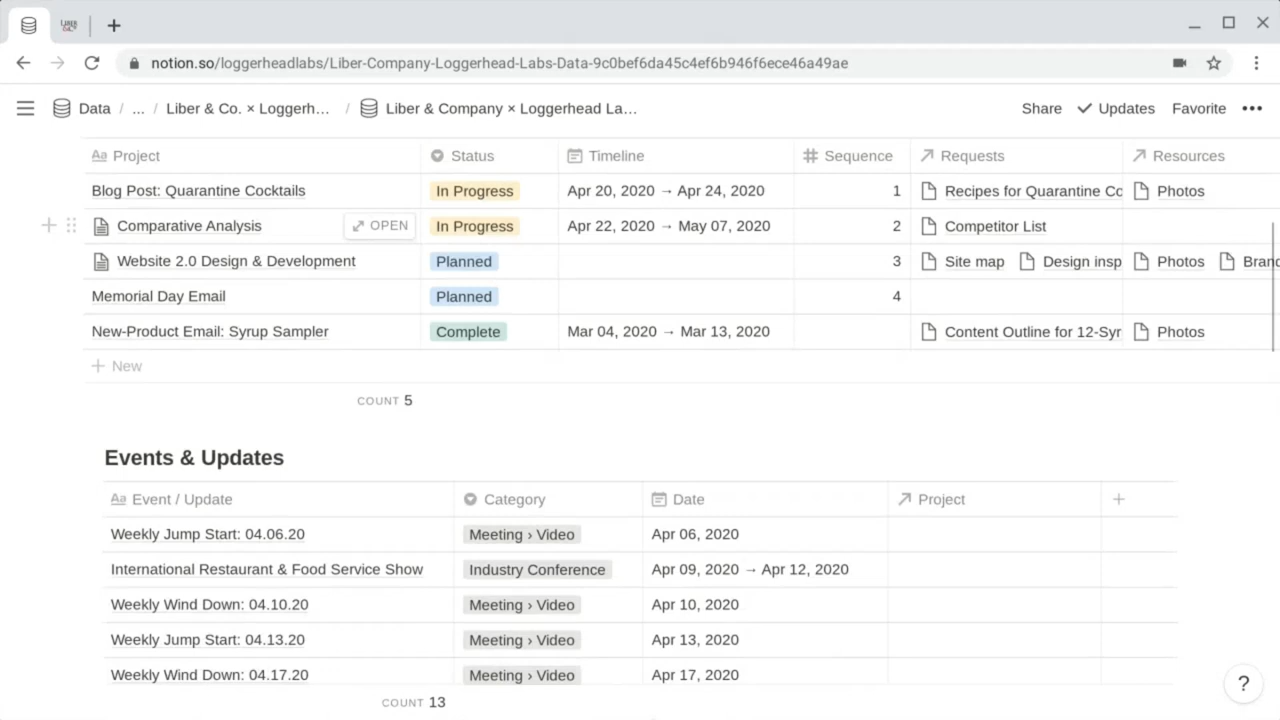 LIBER & CO.
notion.so/loggerheadlabs/Liber-Company-Loggerhead-Labs-Data-9c0bef6da45c4ef6b946f6ece46a49ae
Data / ... / Liber & Co. × Loggerh... / Liber & Company × Loggerhead La... Share Updates Favorite
Aa Project Status Timeline # Sequence Requests Resources
Blog Post: Quarantine Cocktails In Progress Apr 20, 2020 → Apr 24, 2020 1 Recipes for Quarantine Co Photos
Comparative Analysis OPEN In Progress Apr 22, 2020 → May 07, 2020 2 Competitor List
Website 2.0 Design & Development Planned 3 Site map Design insp Photos Brand
Memorial Day Email Planned 4
New-Product Email: Syrup Sampler Complete Mar 04, 2020 → Mar 13, 2020 Content Outline for 12-Syr Photos
+ New
COUNT 5
Events & Updates
Aa Event / Update Category Date Project +
Weekly Jump Start: 04.06.20 Meeting › Video Apr 06, 2020
International Restaurant & Food Service Show Industry Conference Apr 09, 2020 → Apr 12, 2020
Weekly Wind Down: 04.10.20 Meeting › Video Apr 10, 2020
Weekly Jump Start: 04.13.20 Meeting › Video Apr 13, 2020
Weekly Wind Down: 04.17.20 Meeting › Video Apr 17, 2020
COUNT 13
?